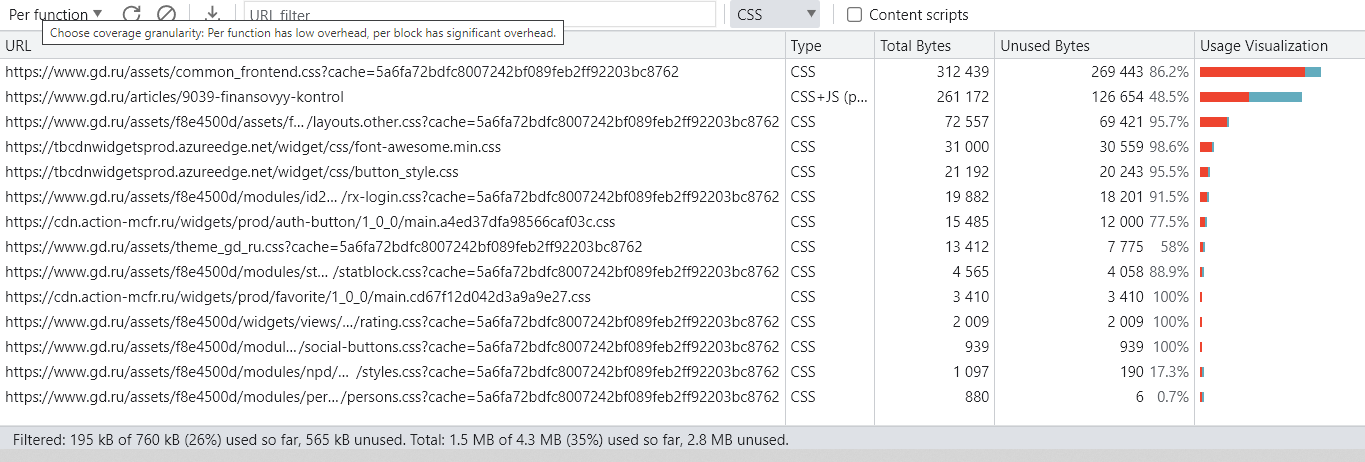 Per function URL filter CSS Content scripts
Choose coverage granularity: Per function has low overhead, per block has significant overhead.
URL Type Total Bytes Unused Bytes Usage Visualization
https://www.gd.ru/assets/common_frontend.css?cache=5a6fa72bdfc8007242bf089feb2ff92203bc8762 CSS 312 439 269 443 86.2%
https://www.gd.ru/articles/9039-finansovyy-kontrol CSS+JS (p... 261 172 126 654 48.5%
https://www.gd.ru/assets/f8e4500d/assets/f... /layouts.other.css?cache=5a6fa72bdfc8007242bf089feb2ff92203bc8762 CSS 72 557 69 421 95.7%
https://tbcdnwidgetsprod.azureedge.net/widget/css/font-awesome.min.css CSS 31 000 30 559 98.6%
https://tbcdnwidgetsprod.azureedge.net/widget/css/button_style.css CSS 21 192 20 243 95.5%
https://www.gd.ru/assets/f8e4500d/modules/id2... /rx-login.css?cache=5a6fa72bdfc8007242bf089feb2ff92203bc8762 CSS 19 882 18 201 91.5%
https://cdn.action-mcfr.ru/widgets/prod/auth-button/1_0_0/main.a4ed37dfa98566caf03c.css CSS 15 485 12 000 77.5%
https://www.gd.ru/assets/theme_gd_ru.css?cache=5a6fa72bdfc8007242bf089feb2ff92203bc8762 CSS 13 412 7 775 58%
https://www.gd.ru/assets/f8e4500d/modules/st... /statblock.css?cache=5a6fa72bdfc8007242bf089feb2ff92203bc8762 CSS 4 565 4 058 88.9%
https://cdn.action-mcfr.ru/widgets/prod/favorite/1_0_0/main.cd67f12d042d3a9a9e27.css CSS 3 410 3 410 100%
https://www.gd.ru/assets/f8e4500d/widgets/views/.../rating.css?cache=5a6fa72bdfc8007242bf089feb2ff92203bc8762 CSS 2 009 2 009 100%
https://www.gd.ru/assets/f8e4500d/modul... /social-buttons.css?cache=5a6fa72bdfc8007242bf089feb2ff92203bc8762 CSS 939 939 100%
https://www.gd.ru/assets/f8e4500d/modules/npd/... /styles.css?cache=5a6fa72bdfc8007242bf089feb2ff92203bc8762 CSS 1 097 190 17.3%
https://www.gd.ru/assets/f8e4500d/modules/per... /persons.css?cache=5a6fa72bdfc8007242bf089feb2ff92203bc8762 CSS 880 6 0.7%
Filtered: 195 kB of 760 kB (26%) used so far, 565 kB unused. Total: 1.5 MB of 4.3 MB (35%) used so far, 2.8 MB unused.